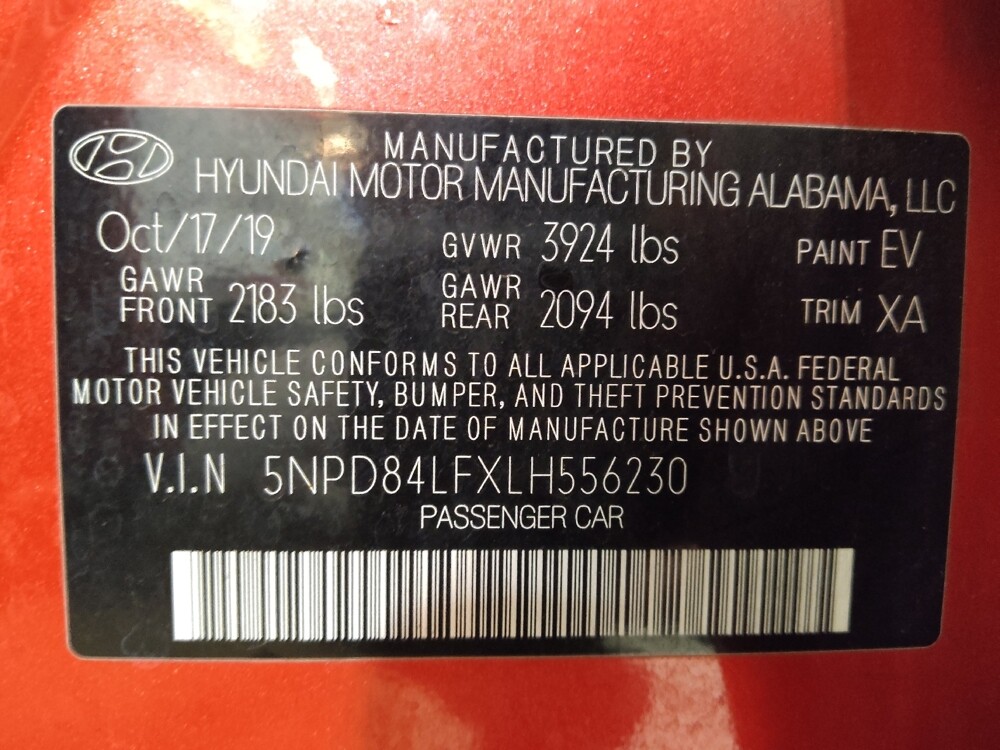 MANUFACTURED BY
HYUNDAI MOTOR MANUFACTURING ALABAMA, LLC
Oct/17/19 GVWR 3924 lbs PAINT EV
GAWR FRONT 2183 lbs GAWR REAR 2094 lbs TRIM XA
THIS VEHICLE CONFORMS TO ALL APPLICABLE U.S.A. FEDERAL
MOTOR VEHICLE SAFETY, BUMPER, AND THEFT PREVENTION STANDARDS
IN EFFECT ON THE DATE OF MANUFACTURE SHOWN ABOVE
V.I.N 5NPD84LFXLH556230
PASSENGER CAR